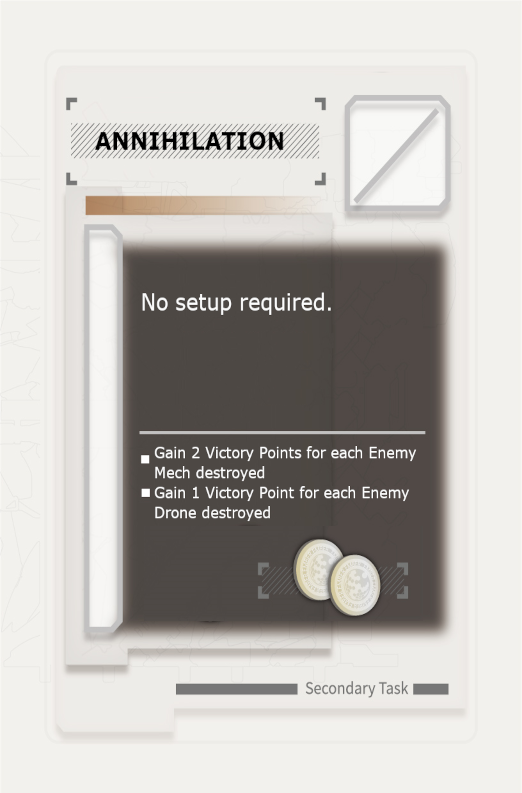 ANNIHILATION
No setup required.
Gain 2 Victory Points for each Enemy
Mech destroyed
Gain 1 Victory Point for each Enemy
Drone destroyed
Secondary Task